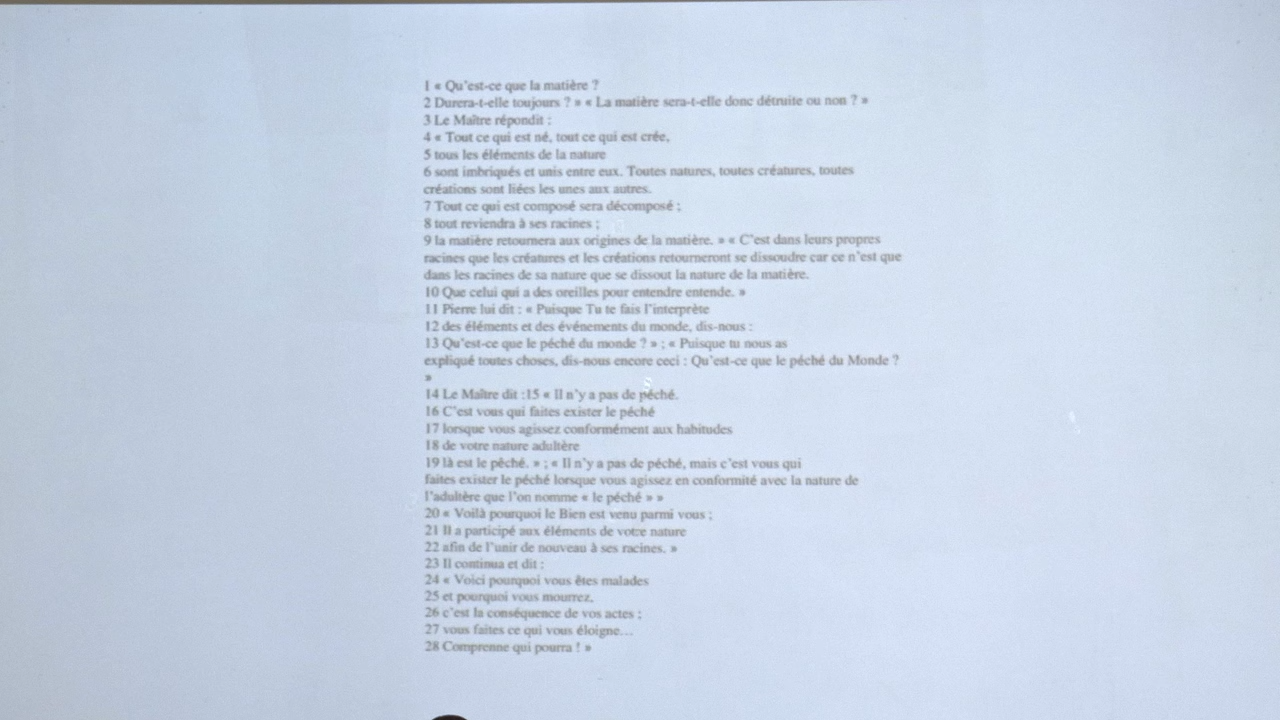 1 « Qu'est-ce que la matière ?
2 Durera-t-elle toujours ? » « La matière sera-t-elle donc détruite ou non ? »
3 Le Maître répondit :
4 « Tout ce qui est né, tout ce qui est crée,
5 tous les éléments de la nature
6 sont imbriqués et unis entre eux. Toutes natures, toutes créatures, toutes
créations sont liées les unes aux autres.
7 Tout ce qui est composé sera décomposé ;
8 tout reviendra à ses racines ;
9 la matière retournera aux origines de la matière. » « C'est dans leurs propres
racines que les créatures et les créations retourneront se dissoudre car ce n'est que
dans les racines de sa nature que se dissout la nature de la matière.
10 Que celui qui a des oreilles pour entendre entende. »
11 Pierre lui dit : « Puisque Tu te fais l'interprète
12 des éléments et des événements du monde, dis-nous :
13 Qu'est-ce que le péché du monde ? » ; « Puisque tu nous as
expliqué toutes choses, dis-nous encore ceci : Qu'est-ce que le péché du Monde ?
»
14 Le Maître dit :15 « Il n'y a pas de péché.
16 C'est vous qui faites exister le péché
17 lorsque vous agissez conformément aux habitudes
18 de votre nature adultère
19 là est le péché. » ; « Il n'y a pas de péché, mais c'est vous qui
faites exister le péché lorsque vous agissez en conformité avec la nature de
l'adultère que l'on nomme « le péché » »
20 « Voilà pourquoi le Bien est venu parmi vous ;
21 Il a participé aux éléments de votre nature
22 afin de l'unir de nouveau à ses racines. »
23 Il continua et dit :
24 « Voici pourquoi vous êtes malades
25 et pourquoi vous mourrez,
26 c'est la conséquence de vos actes ;
27 vous faites ce qui vous éloigne…
28 Comprenne qui pourra ! »